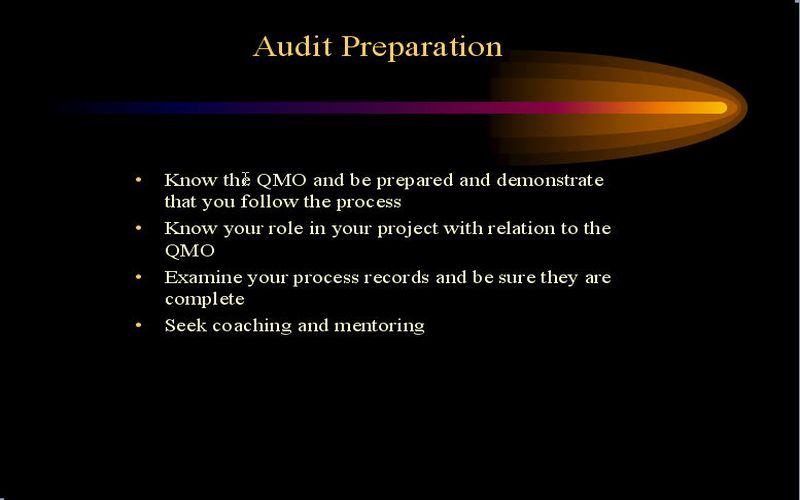 Audit Preparation
• Know the QMO and be prepared and demonstrate
that you follow the process
• Know your role in your project with relation to the
QMO
• Examine your process records and be sure they are
complete
• Seek coaching and mentoring